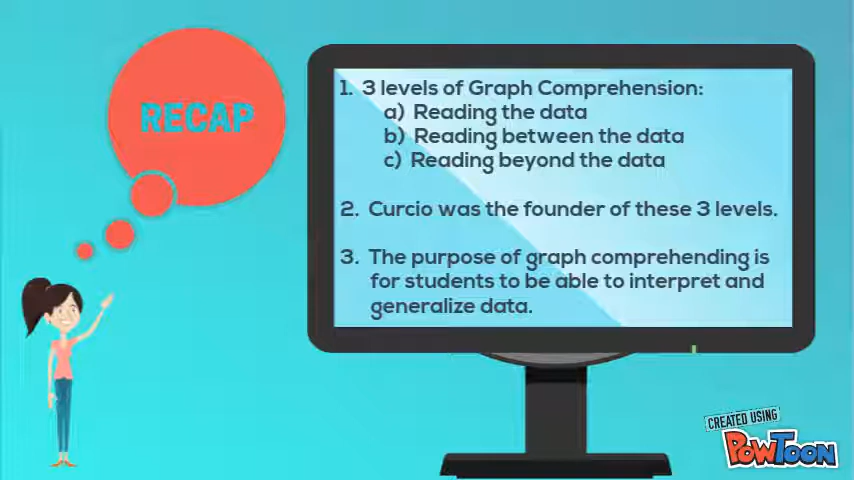 RECAP
1. 3 levels of Graph Comprehension:
a) Reading the data
b) Reading between the data
c) Reading beyond the data
2. Curcio was the founder of these 3 levels.
3. The purpose of graph comprehending is
for students to be able to interpret and
generalize data.
CREATED USING
POWTOON